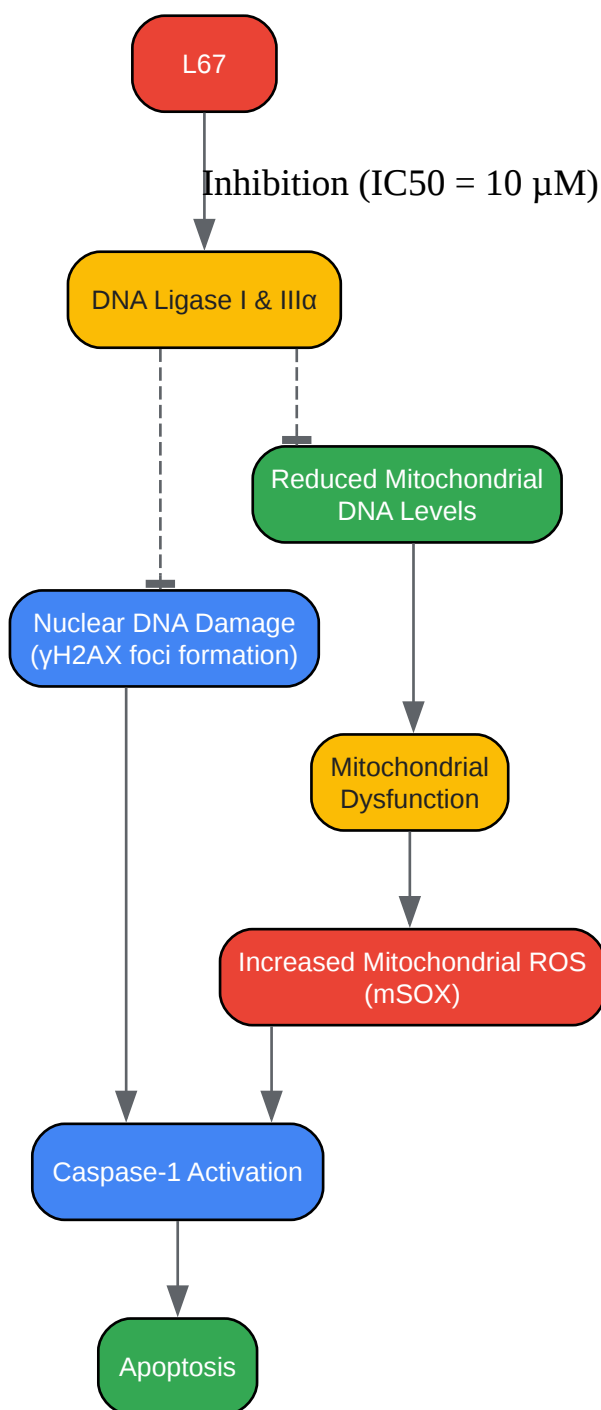 L67
Inhibition (IC50 = 10 µM)
DNA Ligase I & IIIα
Reduced Mitochondrial
DNA Levels
Nuclear DNA Damage
(γH2AX foci formation)
Mitochondrial
Dysfunction
Increased Mitochondrial ROS
(mSOX)
Caspase-1 Activation
Apoptosis